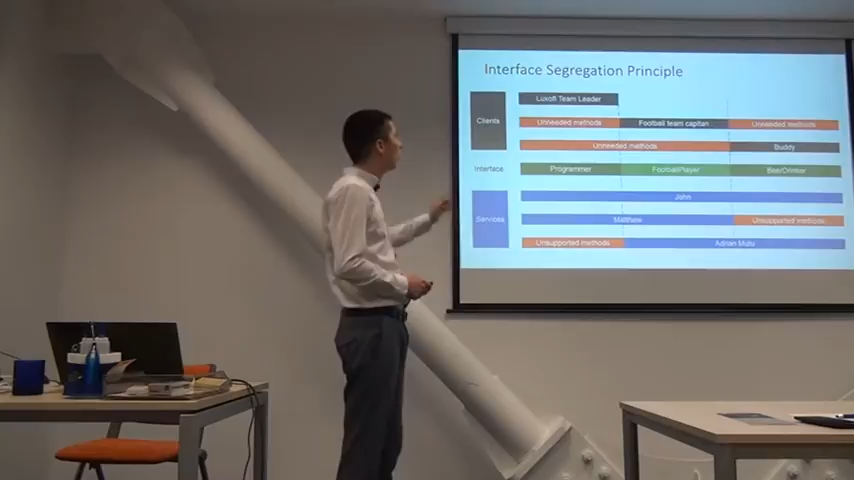 Interface Segregation Principle
Luxoft Team Leader
Clients
Unneeded methods Football team capitan Unneeded methods
Unneeded methods Buddy
Interface Programmer FootballPlayer BeerDrinker
John
Services Matthew Unsupported methods
Unsupported methods Adrian Mutu